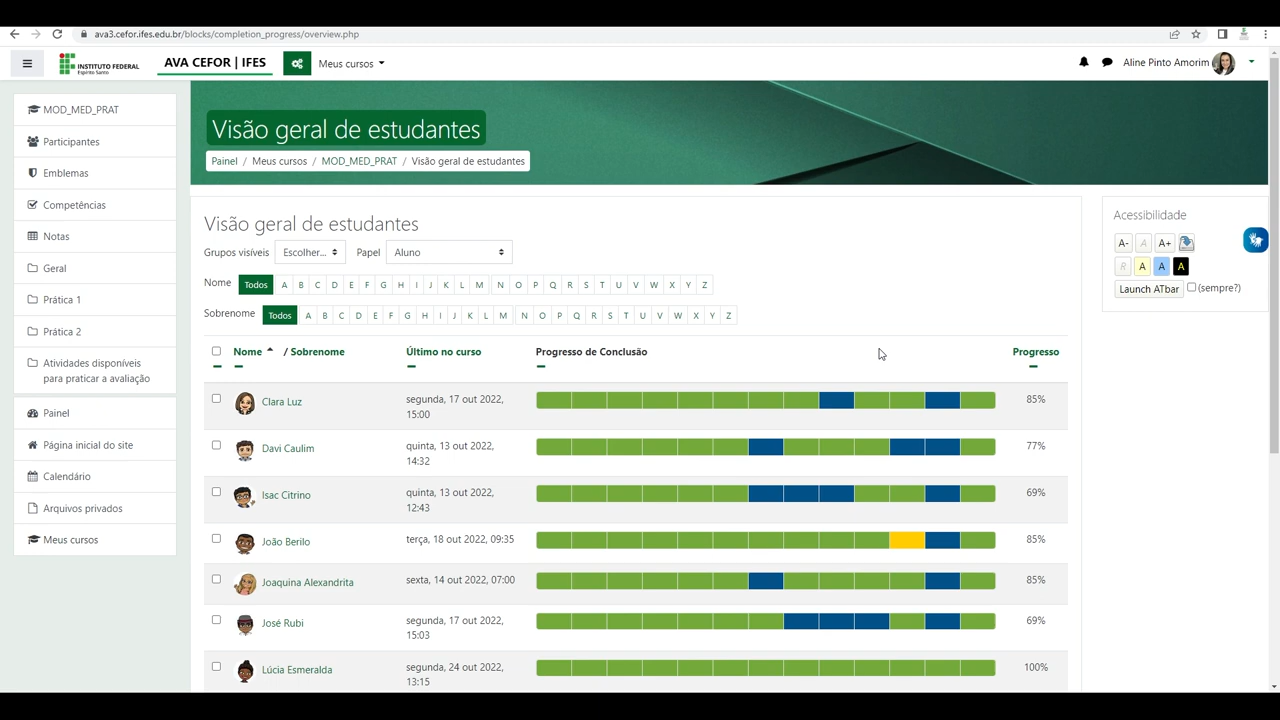 ava3.cefor.ifes.edu.br/blocks/completion_progress/overview.php
INSTITUTO FEDERAL
Espírito Santo
AVA CEFOR | IFES
Meus cursos
Aline Pinto Amorim
MOD_MED_PRAT
Participantes
Emblemas
Competências
Notas
Geral
Prática 1
Prática 2
Atividades disponíveis
para praticar a avaliação
Painel
Página inicial do site
Calendário
Arquivos privados
Meus cursos
Visão geral de estudantes
Painel / Meus cursos / MOD_MED_PRAT / Visão geral de estudantes
Visão geral de estudantes
Grupos visíveis Escolher... Papel Aluno
Nome Todos A B C D E F G H I J K L M N O P Q R S T U V W X Y Z
Sobrenome Todos A B C D E F G H I J K L M N O P Q R S T U V W X Y Z
Nome / Sobrenome Último no curso Progresso de Conclusão Progresso
Clara Luz segunda, 17 out 2022, 85%
15:00
Davi Caulim quinta, 13 out 2022, 77%
14:32
Isac Citrino quinta, 13 out 2022, 69%
12:43
João Berilo terça, 18 out 2022, 09:35 85%
Joaquina Alexandrita sexta, 14 out 2022, 07:00 85%
José Rubi segunda, 17 out 2022, 69%
15:03
Lúcia Esmeralda segunda, 24 out 2022, 100%
13:15
Acessibilidade
A- A A+
R A A A
Launch ATbar (sempre?)